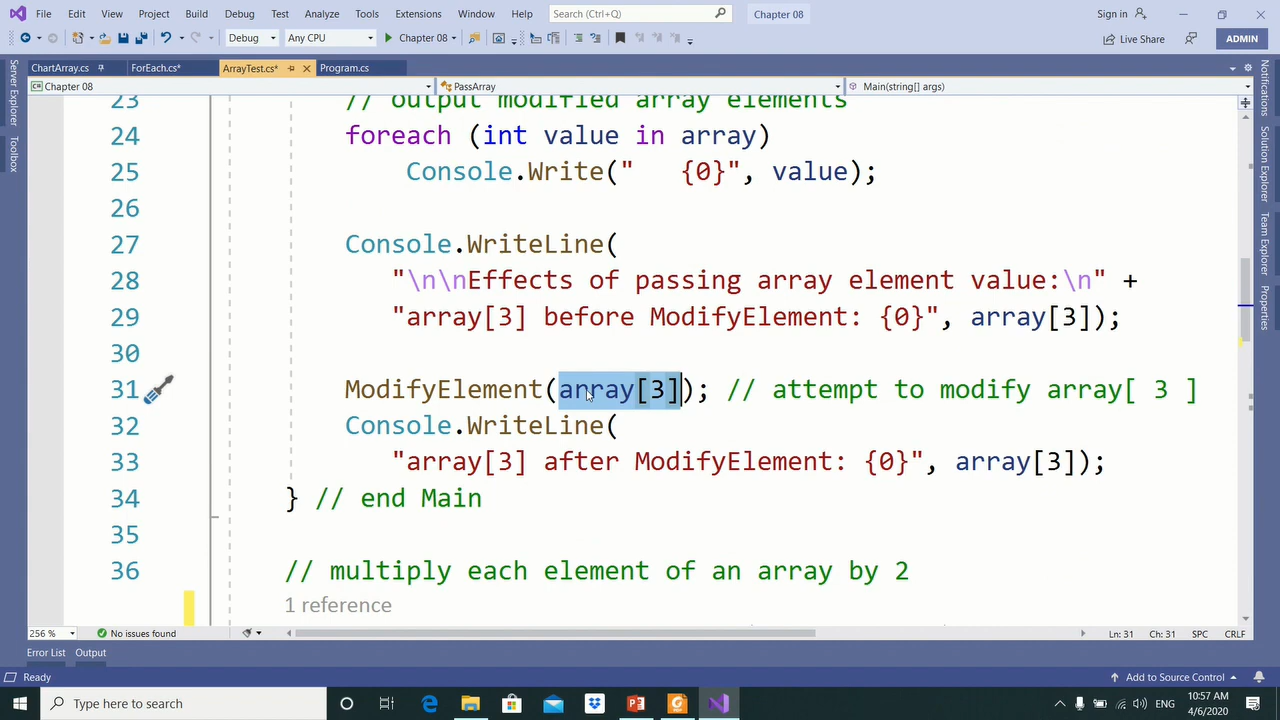 File Edit View Project Build Debug Test Analyze Tools Extensions Window Help Search (Ctrl+Q) Chapter 08 Sign in
Debug Any CPU Chapter 08 Live Share ADMIN
ChartArray.cs ForEach.cs* ArrayTest.cs* Program.cs
Chapter 08 PassArray Main(string[] args)
Server Explorer
Toolbox
Notifications
Solution Explorer
Team Explorer
Properties
23 // output modified array elements
24 foreach (int value in array)
25 Console.Write("   {0}", value);
26
27 Console.WriteLine(
28 "\n\nEffects of passing array element value:\n" +
29 "array[3] before ModifyElement: {0}", array[3]);
30
31 ModifyElement(array[3]); // attempt to modify array[ 3 ]
32 Console.WriteLine(
33 "array[3] after ModifyElement: {0}", array[3]);
34 } // end Main
35
36 // multiply each element of an array by 2
1 reference
256 % No issues found Ln: 31 Ch: 31 SPC CRLF
Error List Output
Ready Add to Source Control
Type here to search
10:57 AM
4/6/2020